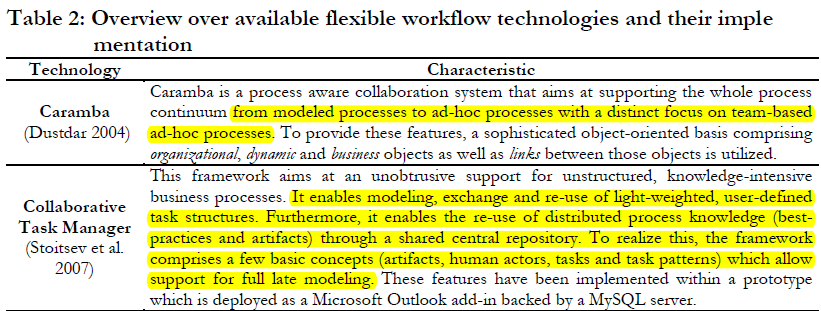 Table 2: Overview over available flexible workflow technologies and their imple
mentation
Technology Characteristic
Caramba
(Dustdar 2004)
Caramba is a process aware collaboration system that aims at supporting the whole process
continuum from modeled processes to ad-hoc processes with a distinct focus on team-based
ad-hoc processes. To provide these features, a sophisticated object-oriented basis comprising
organizational, dynamic and business objects as well as links between those objects is utilized.
Collaborative
Task Manager
(Stoitsev et al.
2007)
This framework aims at an unobtrusive support for unstructured, knowledge-intensive
business processes. It enables modeling, exchange and re-use of light-weighted, user-defined
task structures. Furthermore, it enables the re-use of distributed process knowledge (best-
practices and artifacts) through a shared central repository. To realize this, the framework
comprises a few basic concepts (artifacts, human actors, tasks and task patterns) which allow
support for full late modeling. These features have been implemented within a prototype
which is deployed as a Microsoft Outlook add-in backed by a MySQL server.